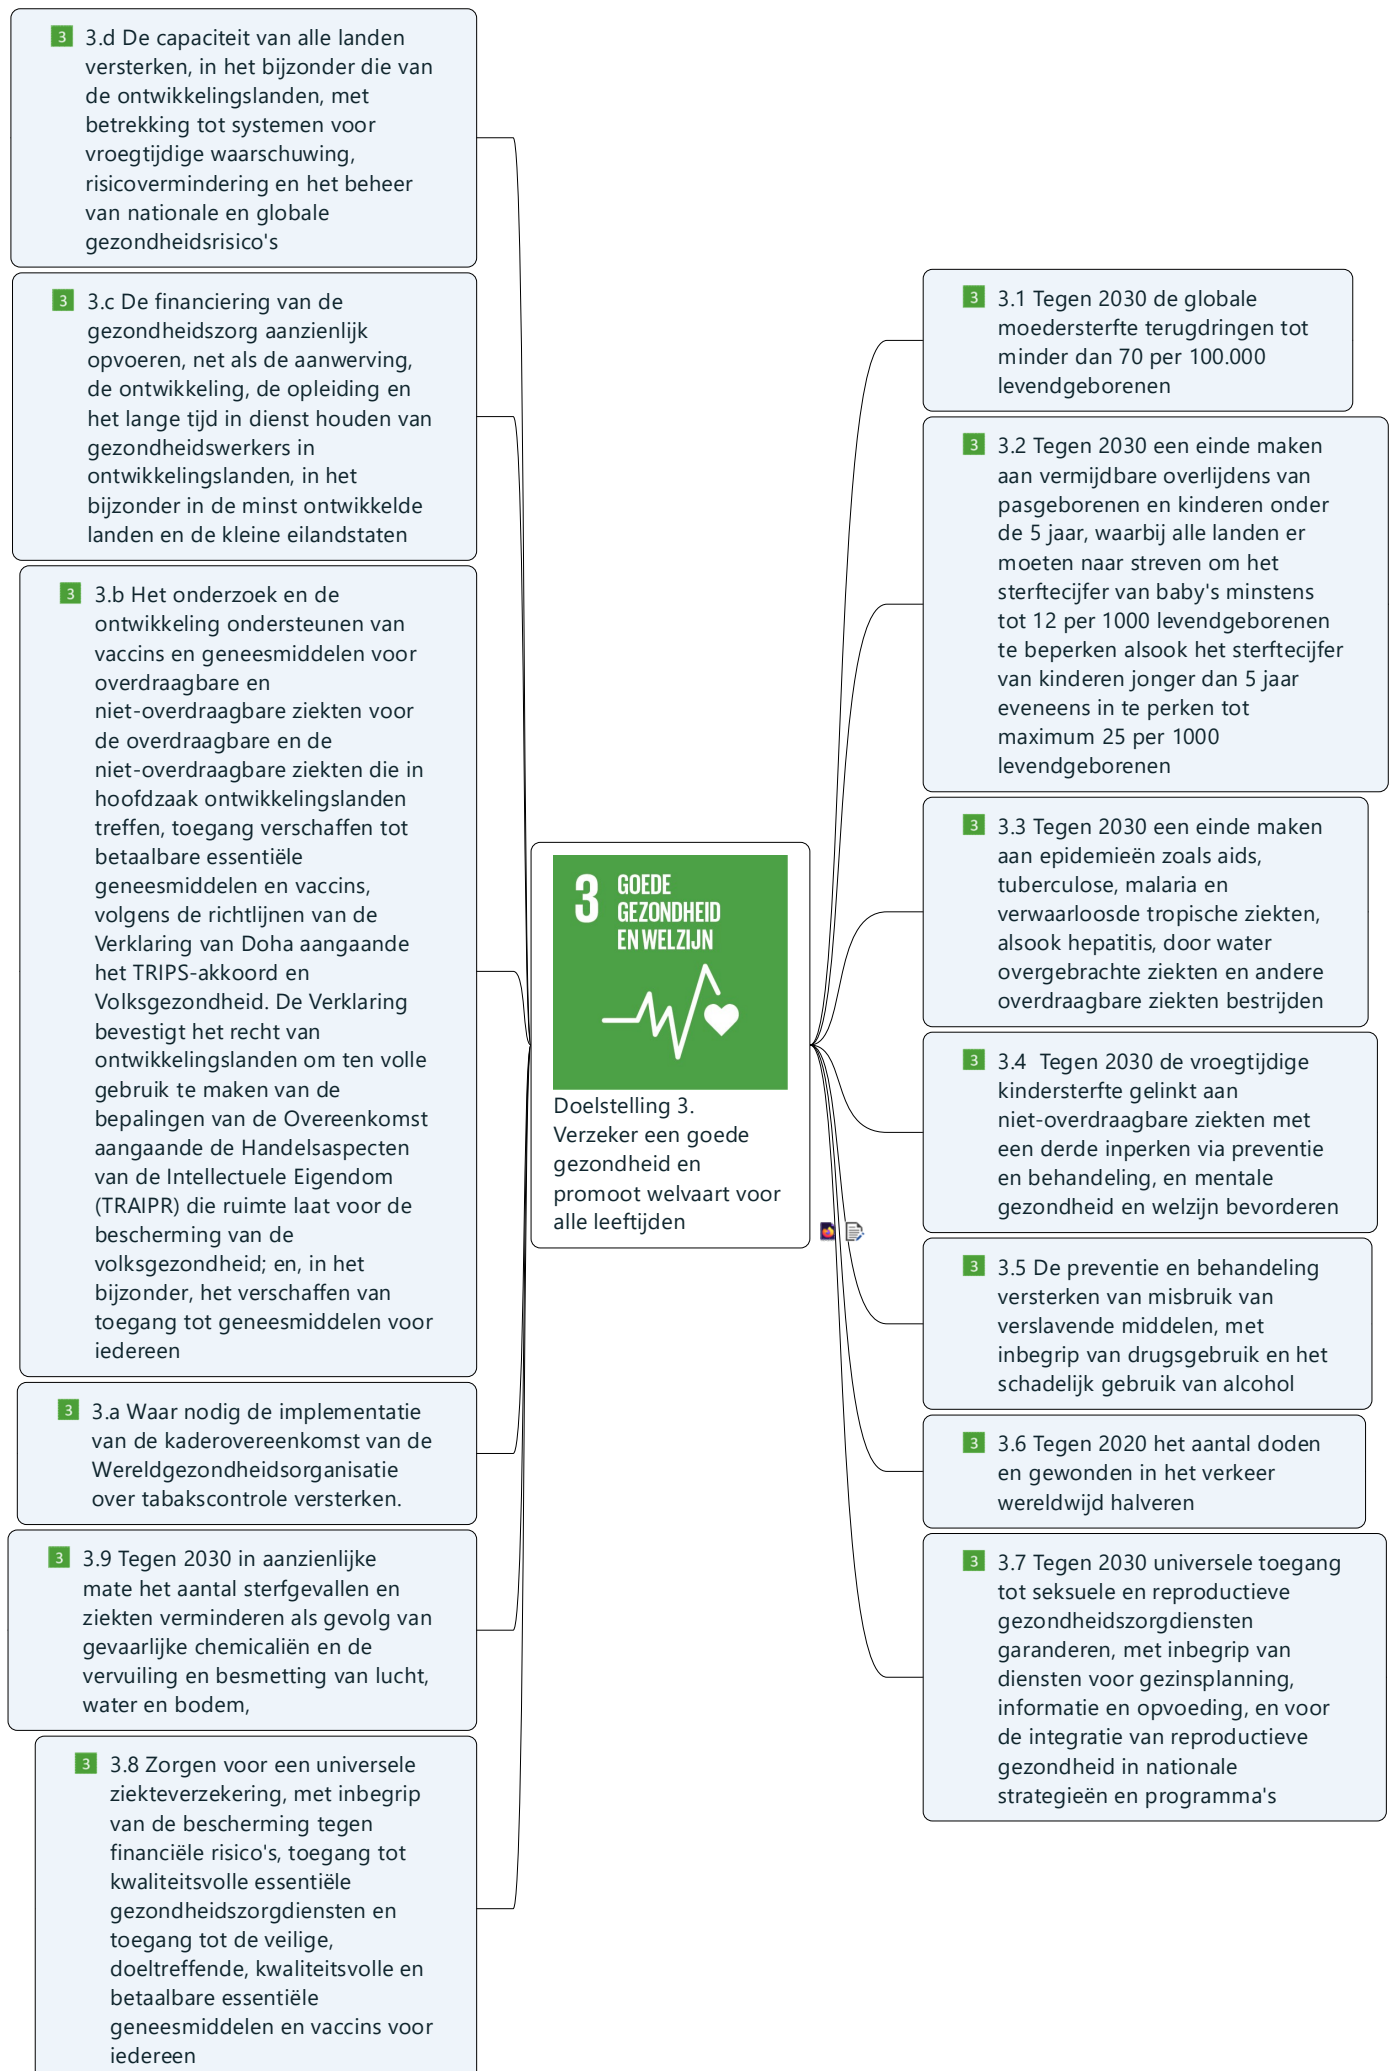 3.d De capaciteit van alle landen
versterken, in het bijzonder die van
de ontwikkelingslanden, met
betrekking tot systemen voor
vroegtijdige waarschuwing,
risicovermindering en het beheer
van nationale en globale
gezondheidsrisico's
3.c De financiering van de
gezondheidszorg aanzienlijk
opvoeren, net als de aanwerving,
de ontwikkeling, de opleiding en
het lange tijd in dienst houden van
gezondheidswerkers in
ontwikkelingslanden, in het
bijzonder in de minst ontwikkelde
landen en de kleine eilandstaten
3.b Het onderzoek en de
ontwikkeling ondersteunen van
vaccins en geneesmiddelen voor
overdraagbare en
niet-overdraagbare ziekten voor
de overdraagbare en de
niet-overdraagbare ziekten die in
hoofdzaak ontwikkelingslanden
treffen, toegang verschaffen tot
betaalbare essentiële
geneesmiddelen en vaccins,
volgens de richtlijnen van de
Verklaring van Doha aangaande
het TRIPS-akkoord en
Volksgezondheid. De Verklaring
bevestigt het recht van
ontwikkelingslanden om ten volle
gebruik te maken van de
bepalingen van de Overeenkomst
aangaande de Handelsaspecten
van de Intellectuele Eigendom
(TRAIPR) die ruimte laat voor de
bescherming van de
volksgezondheid; en, in het
bijzonder, het verschaffen van
toegang tot geneesmiddelen voor
iedereen
3.a Waar nodig de implementatie
van de kaderovereenkomst van de
Wereldgezondheidsorganisatie
over tabakscontrole versterken.
3.9 Tegen 2030 in aanzienlijke
mate het aantal sterfgevallen en
ziekten verminderen als gevolg van
gevaarlijke chemicaliën en de
vervuiling en besmetting van lucht,
water en bodem,
3.8 Zorgen voor een universele
ziekteverzekering, met inbegrip
van de bescherming tegen
financiële risico's, toegang tot
kwaliteitsvolle essentiële
gezondheidszorgdiensten en
toegang tot de veilige,
doeltreffende, kwaliteitsvolle en
betaalbare essentiële
geneesmiddelen en vaccins voor
iedereen
3 GOEDE
GEZONDHEID
EN WELZIJN
Doelstelling 3.
Verzeker een goede
gezondheid en
promoot welvaart voor
alle leeftijden
3.1 Tegen 2030 de globale
moedersterfte terugdringen tot
minder dan 70 per 100.000
levendgeborenen
3.2 Tegen 2030 een einde maken
aan vermijdbare overlijdens van
pasgeborenen en kinderen onder
de 5 jaar, waarbij alle landen er
moeten naar streven om het
sterftecijfer van baby's minstens
tot 12 per 1000 levendgeborenen
te beperken alsook het sterftecijfer
van kinderen jonger dan 5 jaar
eveneens in te perken tot
maximum 25 per 1000
levendgeborenen
3.3 Tegen 2030 een einde maken
aan epidemieën zoals aids,
tuberculose, malaria en
verwaarloosde tropische ziekten,
alsook hepatitis, door water
overgebrachte ziekten en andere
overdraagbare ziekten bestrijden
3.4  Tegen 2030 de vroegtijdige
kindersterfte gelinkt aan
niet-overdraagbare ziekten met
een derde inperken via preventie
en behandeling, en mentale
gezondheid en welzijn bevorderen
3.5 De preventie en behandeling
versterken van misbruik van
verslavende middelen, met
inbegrip van drugsgebruik en het
schadelijk gebruik van alcohol
3.6 Tegen 2020 het aantal doden
en gewonden in het verkeer
wereldwijd halveren
3.7 Tegen 2030 universele toegang
tot seksuele en reproductieve
gezondheidszorgdiensten
garanderen, met inbegrip van
diensten voor gezinsplanning,
informatie en opvoeding, en voor
de integratie van reproductieve
gezondheid in nationale
strategieën en programma's